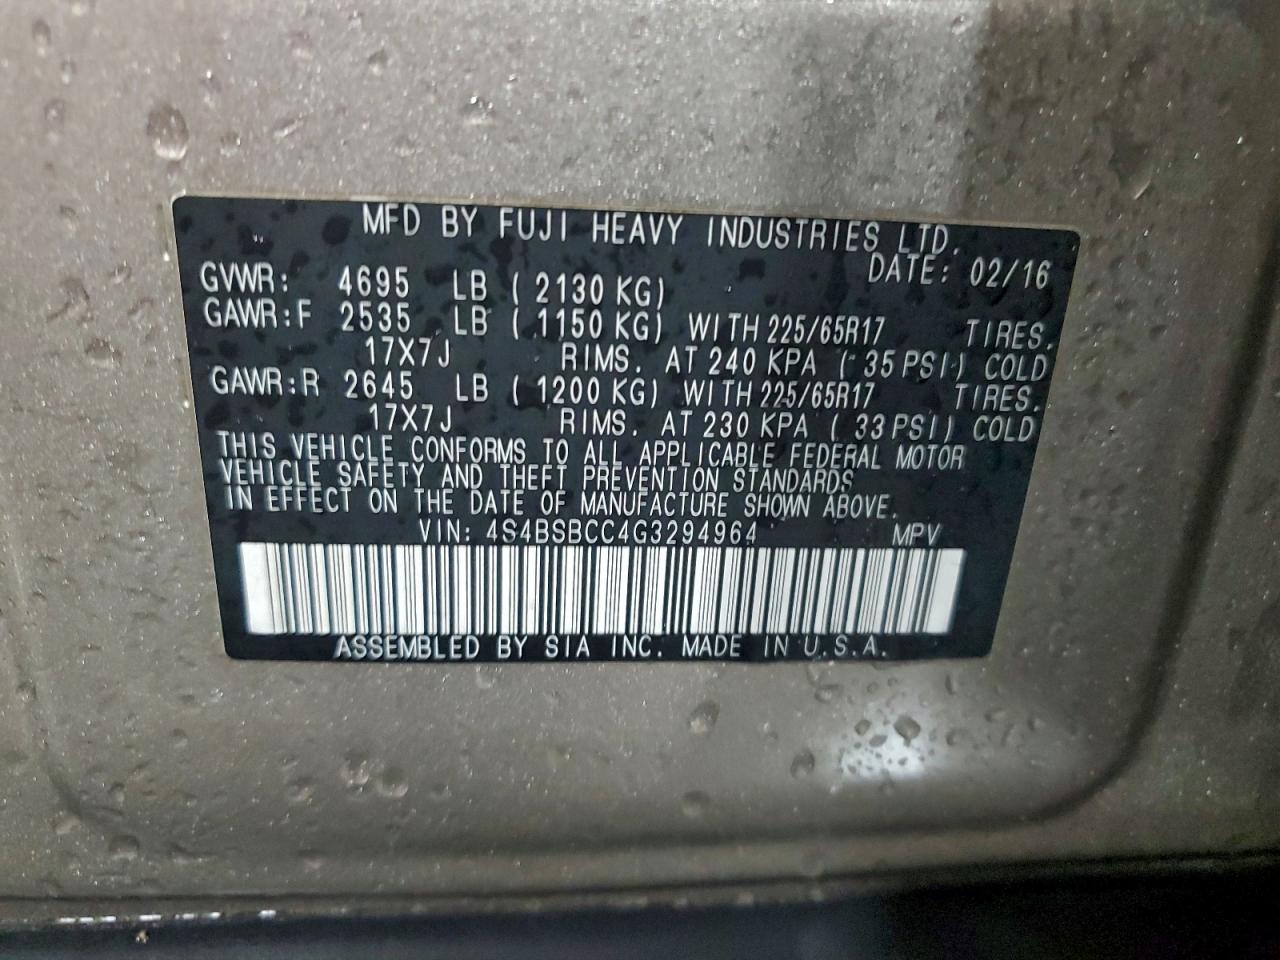 MFD BY FUJI HEAVY INDUSTRIES LTD.
DATE: 02/16
GVWR: 4695 LB ( 2130 KG)
GAWR:F 2535 LB ( 1150 KG) WITH 225/65R17 TIRES.
17X7J RIMS. AT 240 KPA ( 35 PSI) COLD
GAWR:R 2645 LB ( 1200 KG) WITH 225/65R17 TIRES.
17X7J RIMS. AT 230 KPA ( 33 PSI) COLD
THIS VEHICLE CONFORMS TO ALL APPLICABLE FEDERAL MOTOR
VEHICLE SAFETY AND THEFT PREVENTION STANDARDS
IN EFFECT ON THE DATE OF MANUFACTURE SHOWN ABOVE.
VIN: 4S4BSBCC4G3294964 MPV
ASSEMBLED BY SIA INC. MADE IN U.S.A.